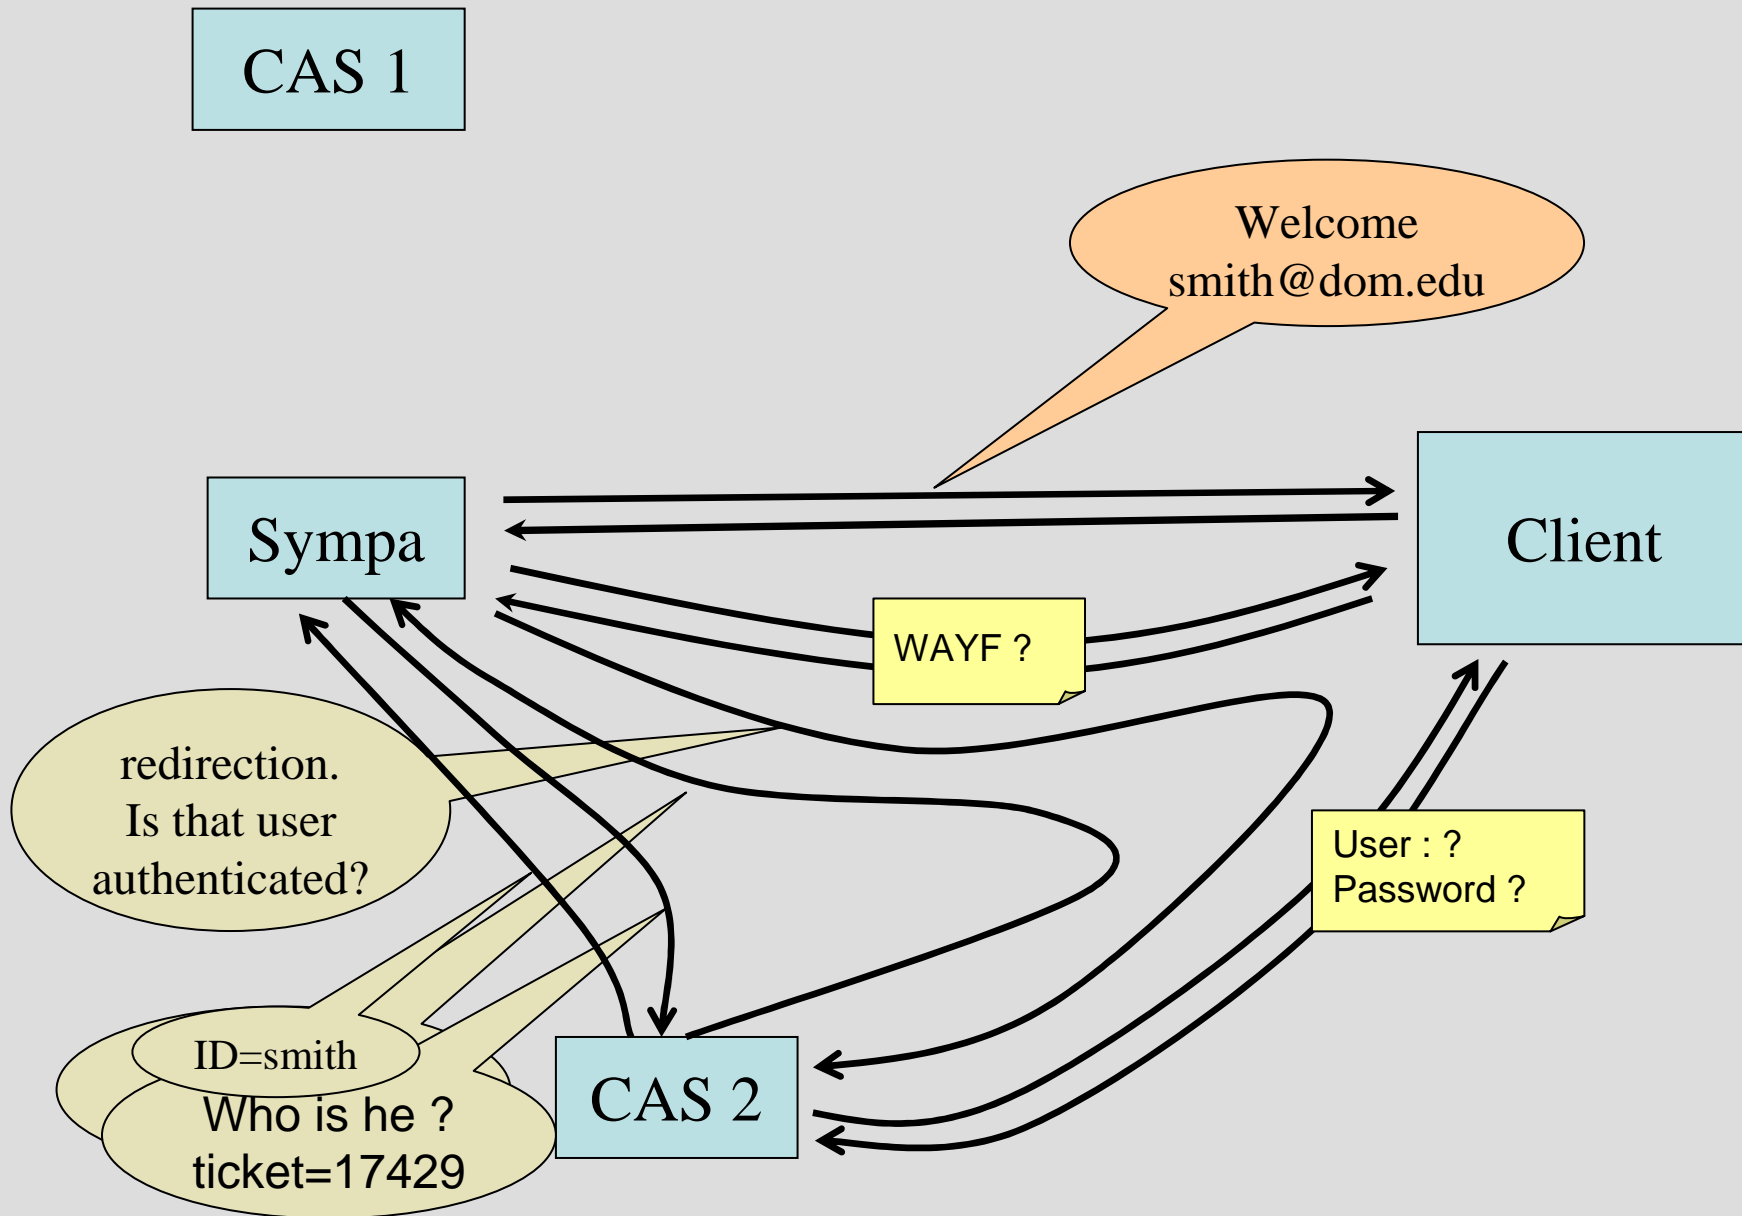 CAS 1
Welcome
smith@dom.edu
Sympa
Client
WAYF ?
redirection.
Is that user
authenticated?
User : ?
Password ?
ID=smith
Who is he ?
ticket=17429
CAS 2